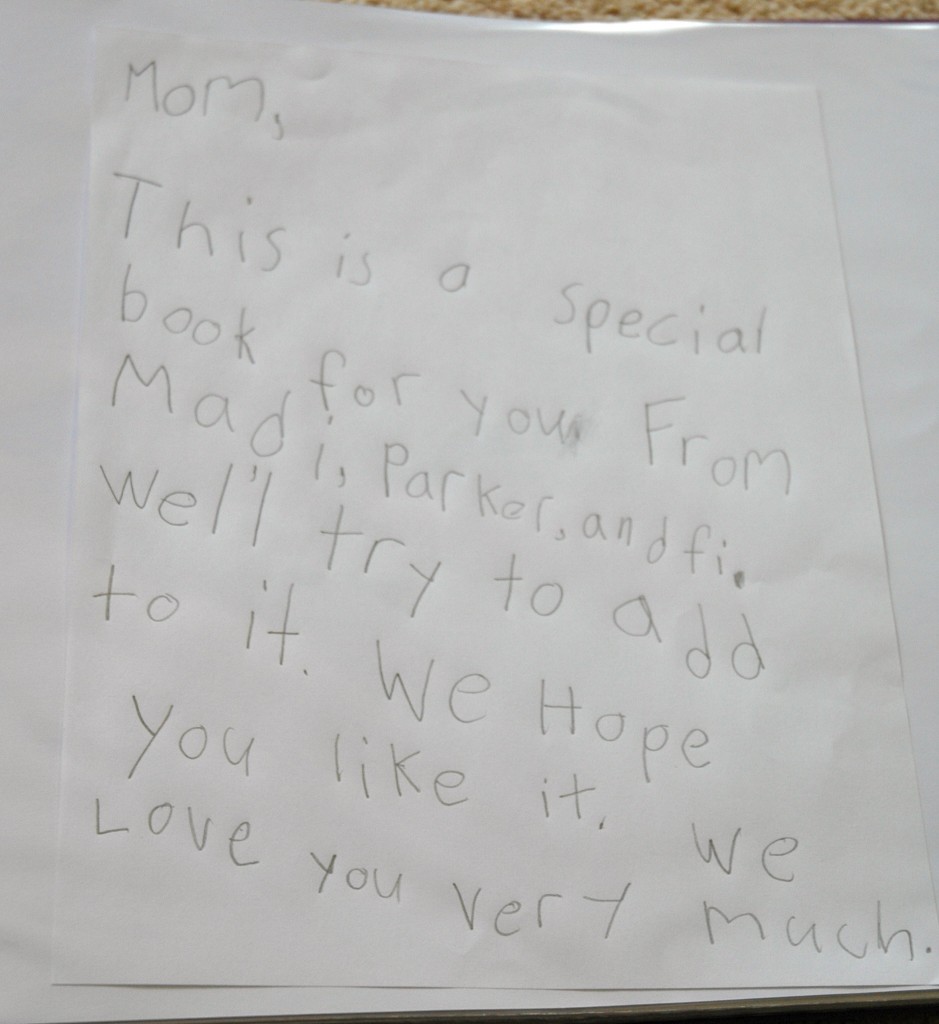 Mom,
This is a special
book for you From
Madi, Parker, and fi.
we'll try to add
to it. We Hope
you like it. we
Love you very much.